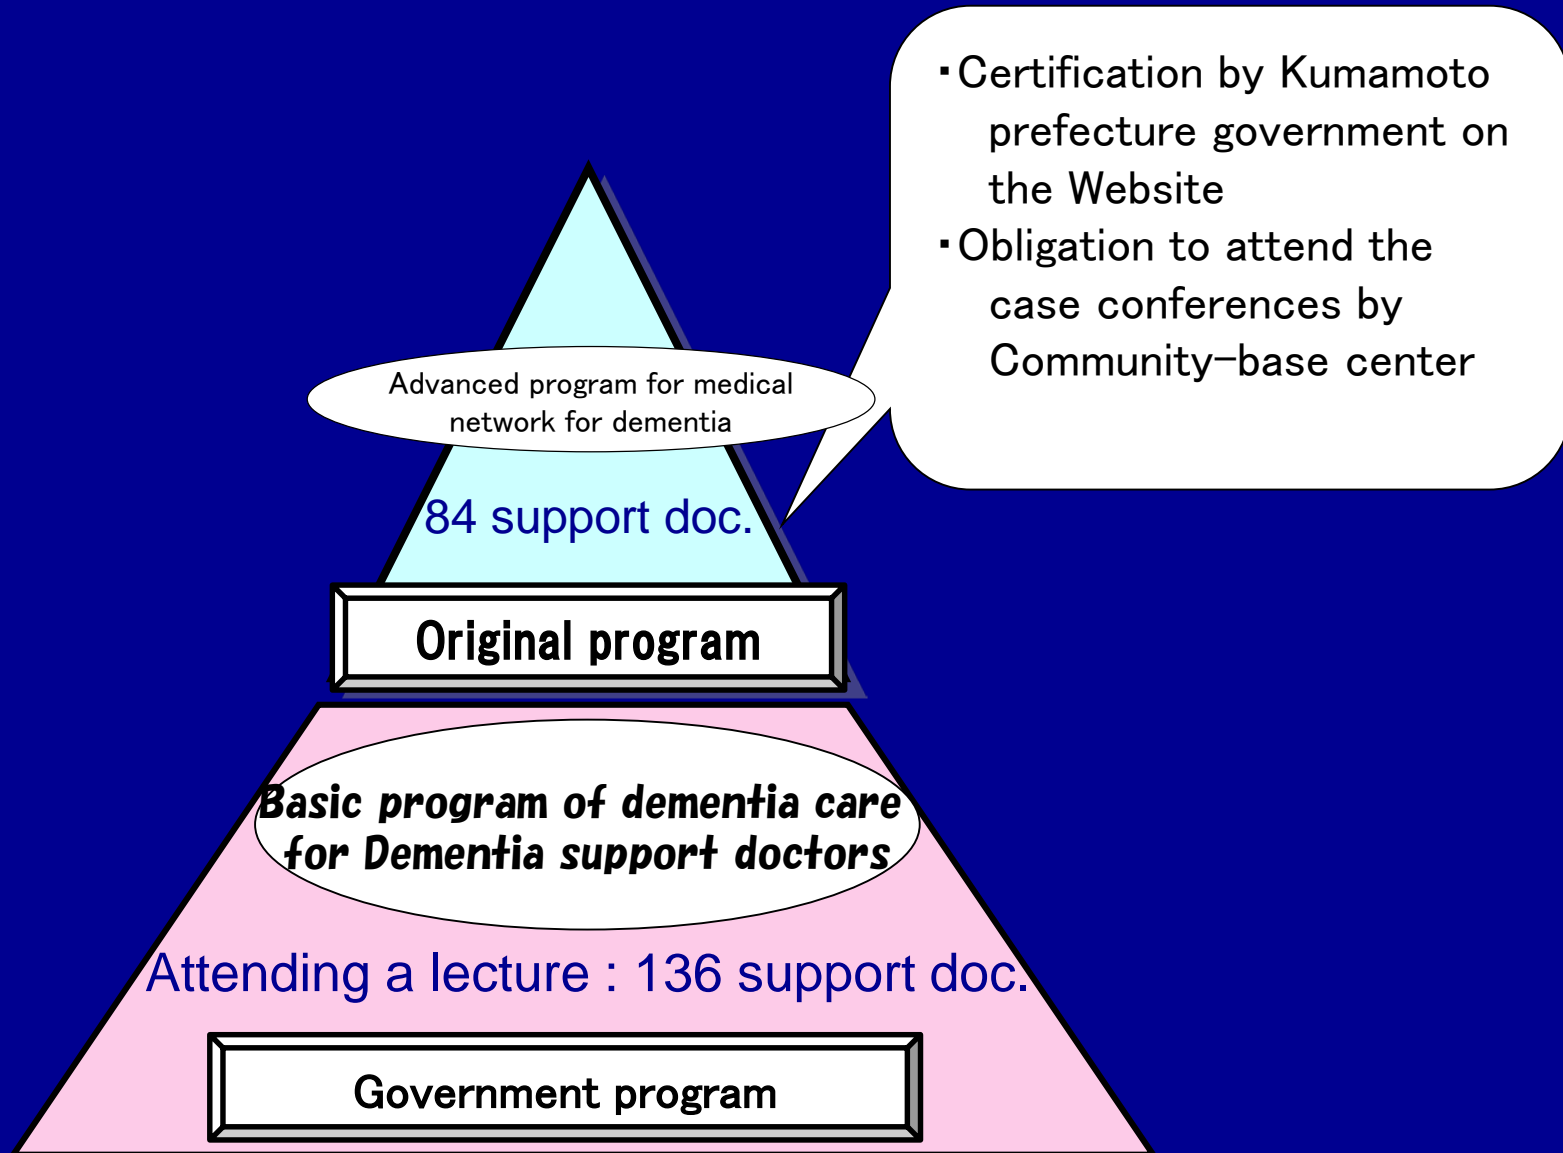 ・Certification by Kumamoto
prefecture government on
the Website
・Obligation to attend the
case conferences by
Community-base center
Advanced program for medical
network for dementia
84 support doc.
Original program
Basic program of dementia care
for Dementia support doctors
Attending a lecture : 136 support doc.
Government program